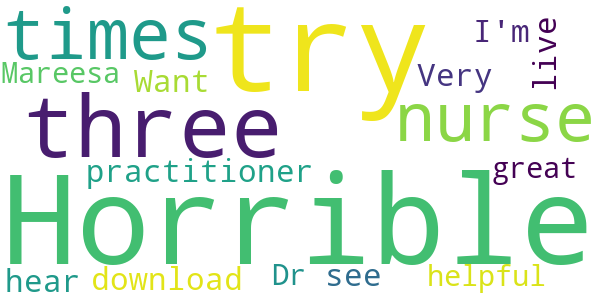 times try I'm live
Mareesa Want Very
three nurse
practitioner great
Horrible
hear download Dr see helpful